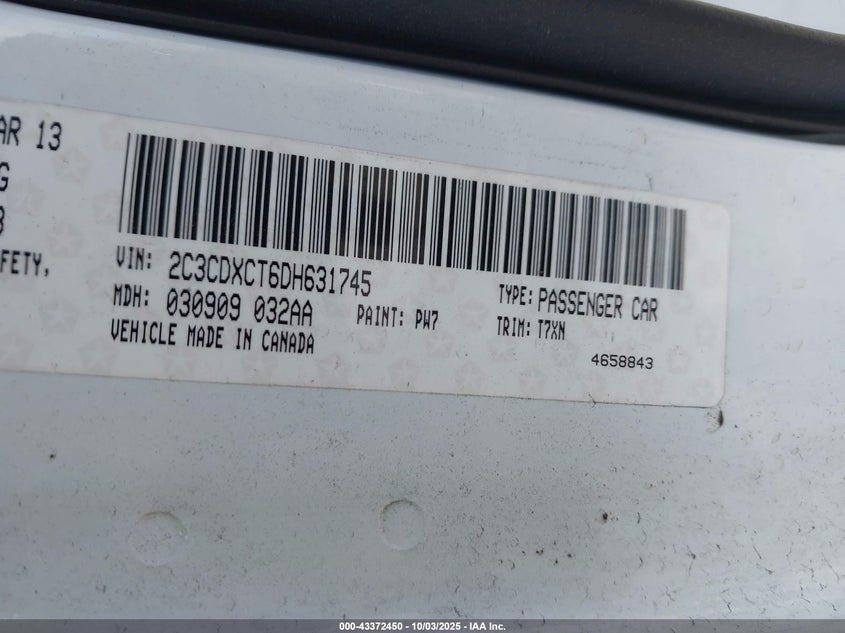 AR 13
G
FETY,
VIN: 2C3CDXCT6DH631745
TYPE: PASSENGER CAR
MDH: 030909 032AA
PAINT: PW7
TRIM: T7XN
VEHICLE MADE IN CANADA
4658843
000-43372450 - 10/03/2025 - IAA Inc.